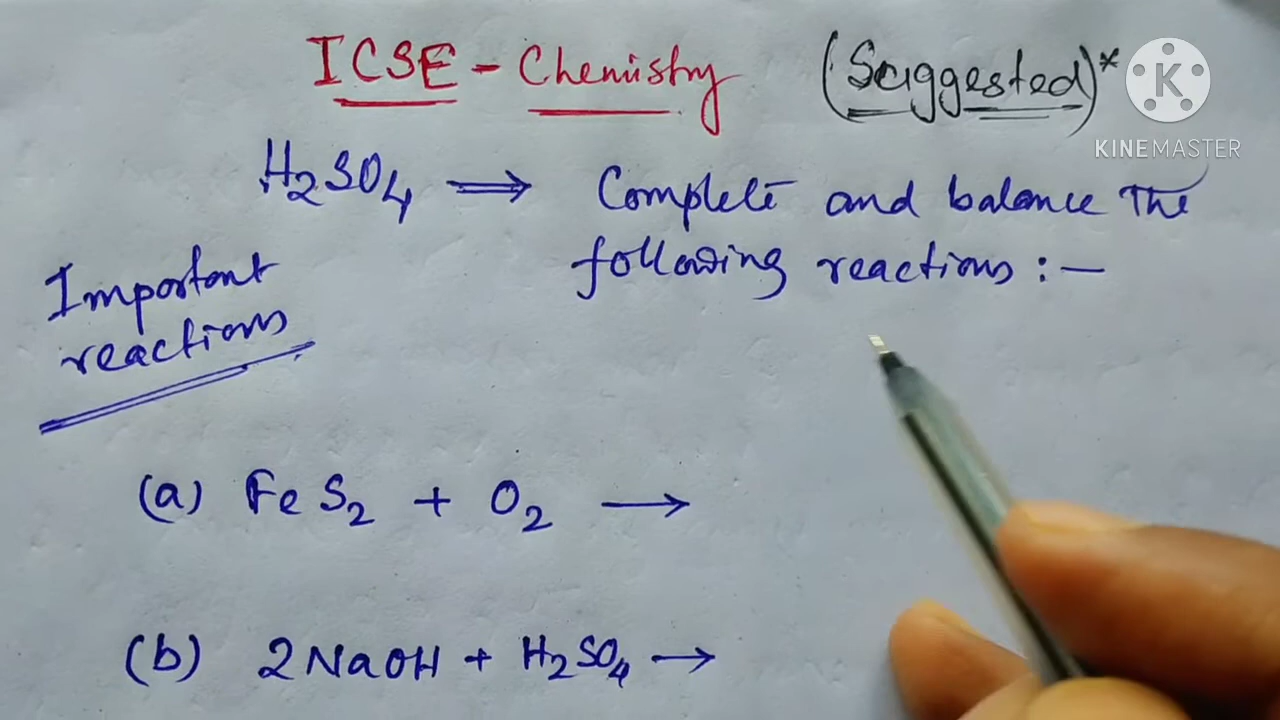 ICSE - Chemistry (Suggested)*
K
KINEMASTER
H₂SO₄ ⟹ Complete and balance the
following reactions :—
Important
reactions
(a) FeS₂ + O₂ →
(b) 2NaOH + H₂SO₄ →